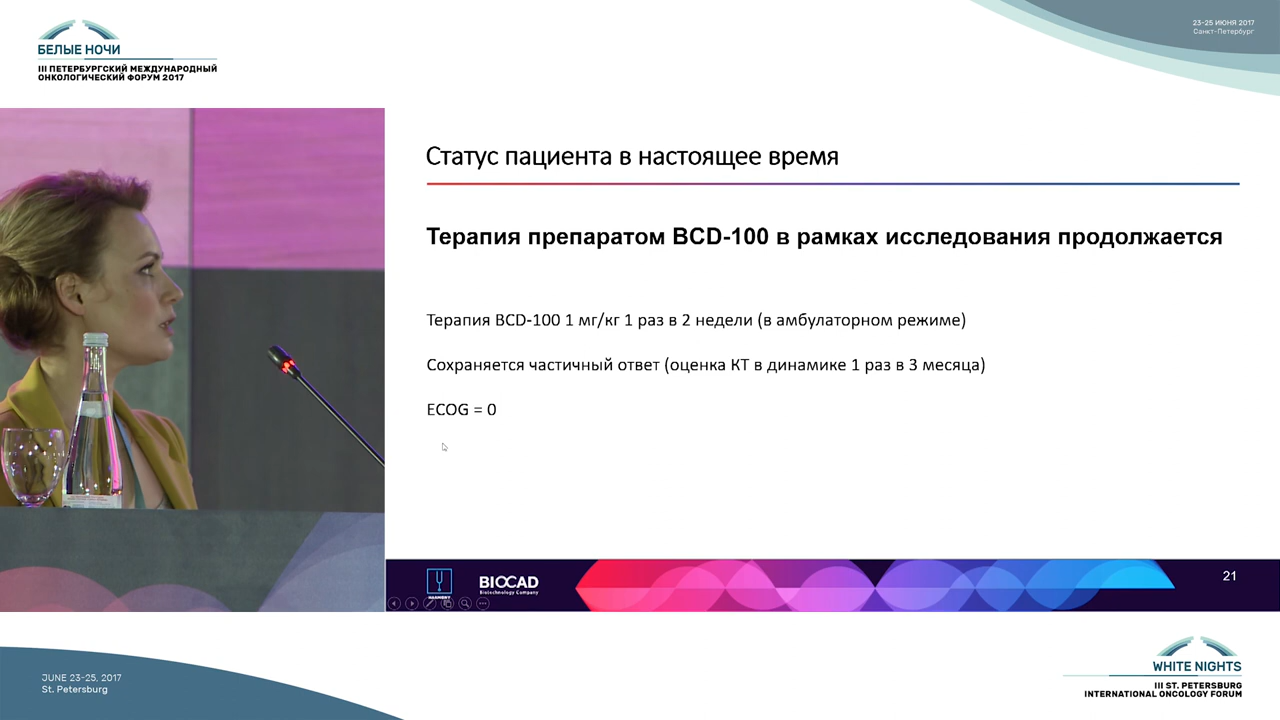 БЕЛЫЕ НОЧИ
III ПЕТЕРБУРГСКИЙ МЕЖДУНАРОДНЫЙ
ОНКОЛОГИЧЕСКИЙ ФОРУМ 2017
23-25 ИЮНЯ 2017
Санкт-Петербург
Статус пациента в настоящее время
Терапия препаратом BCD-100 в рамках исследования продолжается
Терапия BCD-100 1 мг/кг 1 раз в 2 недели (в амбулаторном режиме)
Сохраняется частичный ответ (оценка КТ в динамике 1 раз в 3 месяца)
ECOG = 0
BIOCAD
Biotechnology Company
21
JUNE 23-25, 2017
St. Petersburg
WHITE NIGHTS
III ST. PETERSBURG
INTERNATIONAL ONCOLOGY FORUM